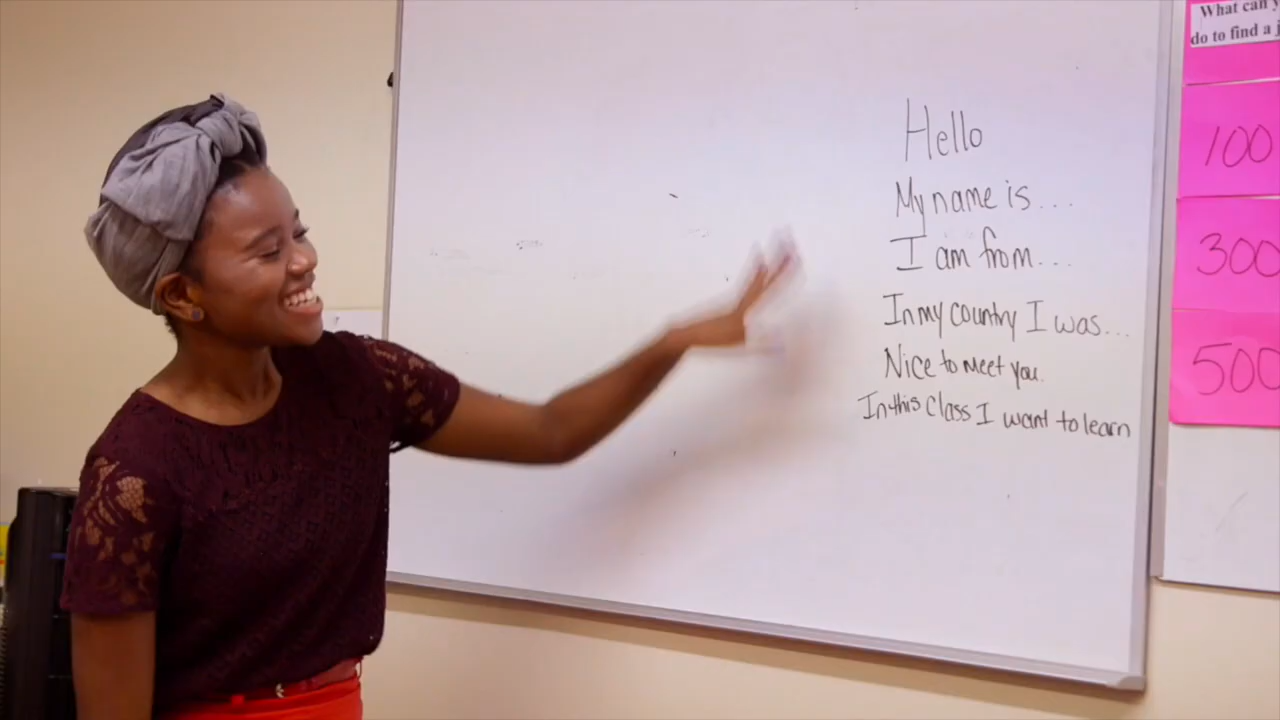 Hello
My name is...
I am from...
In my country I was...
Nice to meet you.
In this class I want to learn
What can
do to find a
100
300
500